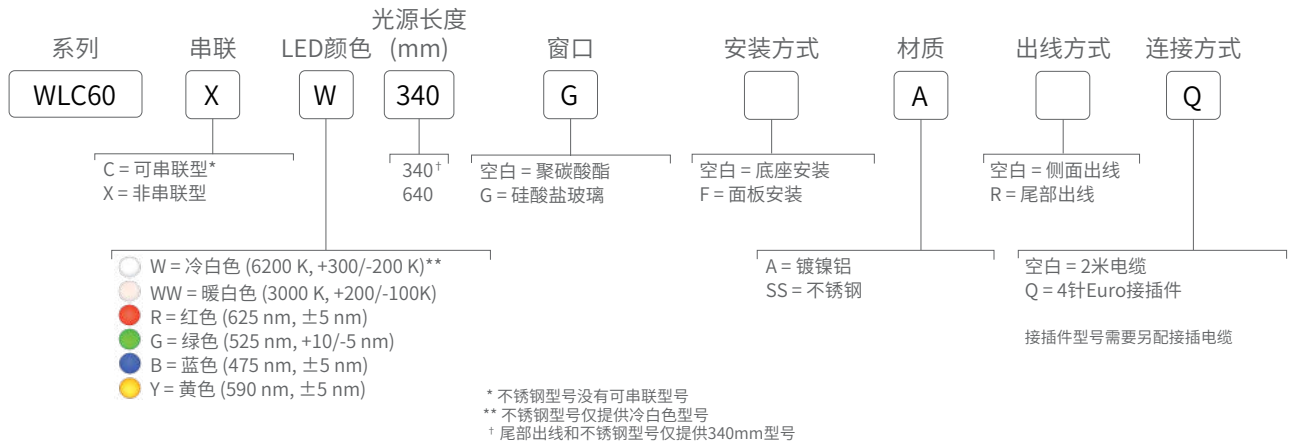 系列
串联
LED颜色
光源长度
(mm)
窗口
安装方式
材质
出线方式
连接方式
WLC60
X
W
340
G
A
Q
C = 可串联型*
X = 非串联型
340†
640
空白 = 聚碳酸酯
G = 硅酸盐玻璃
空白 = 底座安装
F = 面板安装
空白 = 侧面出线
R = 尾部出线
W = 冷白色 (6200 K, +300/-200 K)**
WW = 暖白色 (3000 K, +200/-100K)
R = 红色 (625 nm, ±5 nm)
G = 绿色 (525 nm, +10/-5 nm)
B = 蓝色 (475 nm, ±5 nm)
Y = 黄色 (590 nm, ±5 nm)
A = 镀镍铝
SS = 不锈钢
空白 = 2米电缆
Q = 4针Euro接插件
接插件型号需要另配接插电缆
* 不锈钢型号没有可串联型号
** 不锈钢型号仅提供冷白色型号
† 尾部出线和不锈钢型号仅提供340mm型号